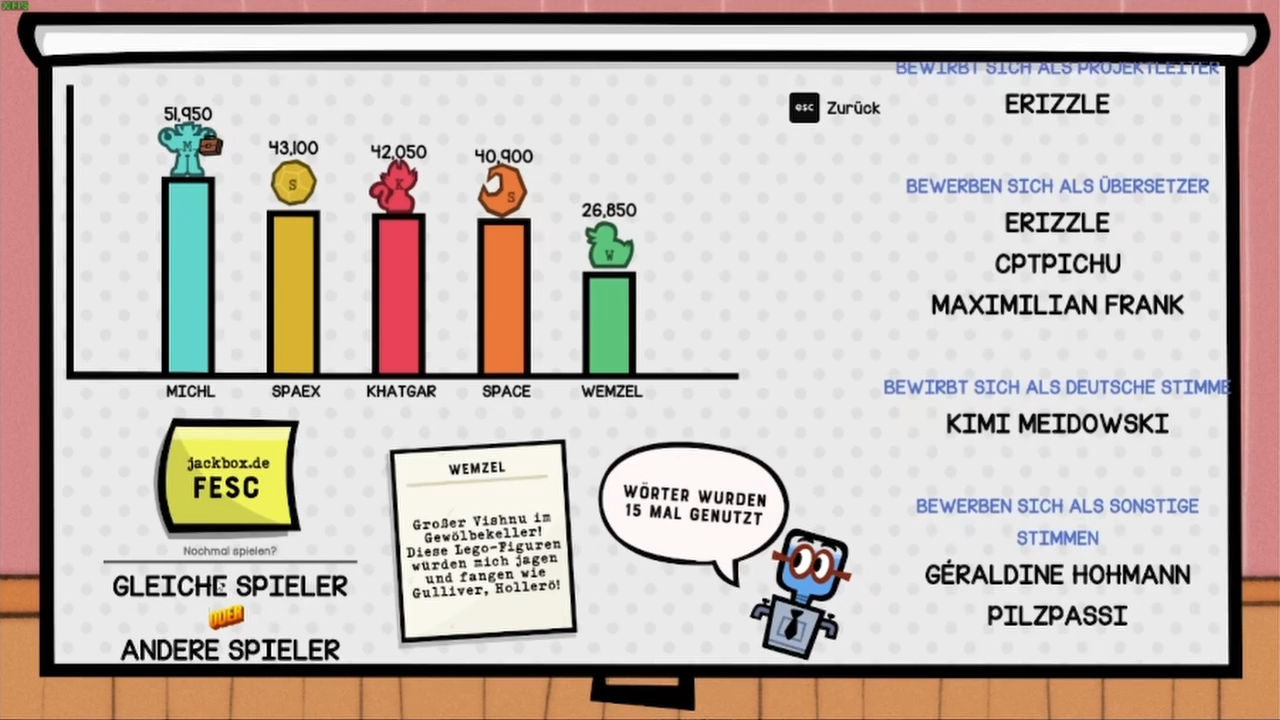 51,950
43,100
42,050
40,900
26,850
M
S
K
S
W
MICHL
SPAEX
KHATGAR
SPACE
WEMZEL
esc Zurück
BEWIRBT SICH ALS PROJEKTLEITER
ERIZZLE
BEWERBEN SICH ALS ÜBERSETZER
ERIZZLE
CPTPICHU
MAXIMILIAN FRANK
BEWIRBT SICH ALS DEUTSCHE STIMME
KIMI MEIDOWSKI
BEWERBEN SICH ALS SONSTIGE
STIMMEN
GÉRALDINE HOHMANN
PILZPASSI
jackbox.de
FESC
Nochmal spielen?
GLEICHE SPIELER
ODER
ANDERE SPIELER
WEMZEL
Großer Vishnu im
Gewölbekeller!
Diese Lego-Figuren
würden mich jagen
und fangen wie
Gulliver, Hollerö!
WÖRTER WURDEN
15 MAL GENUTZT